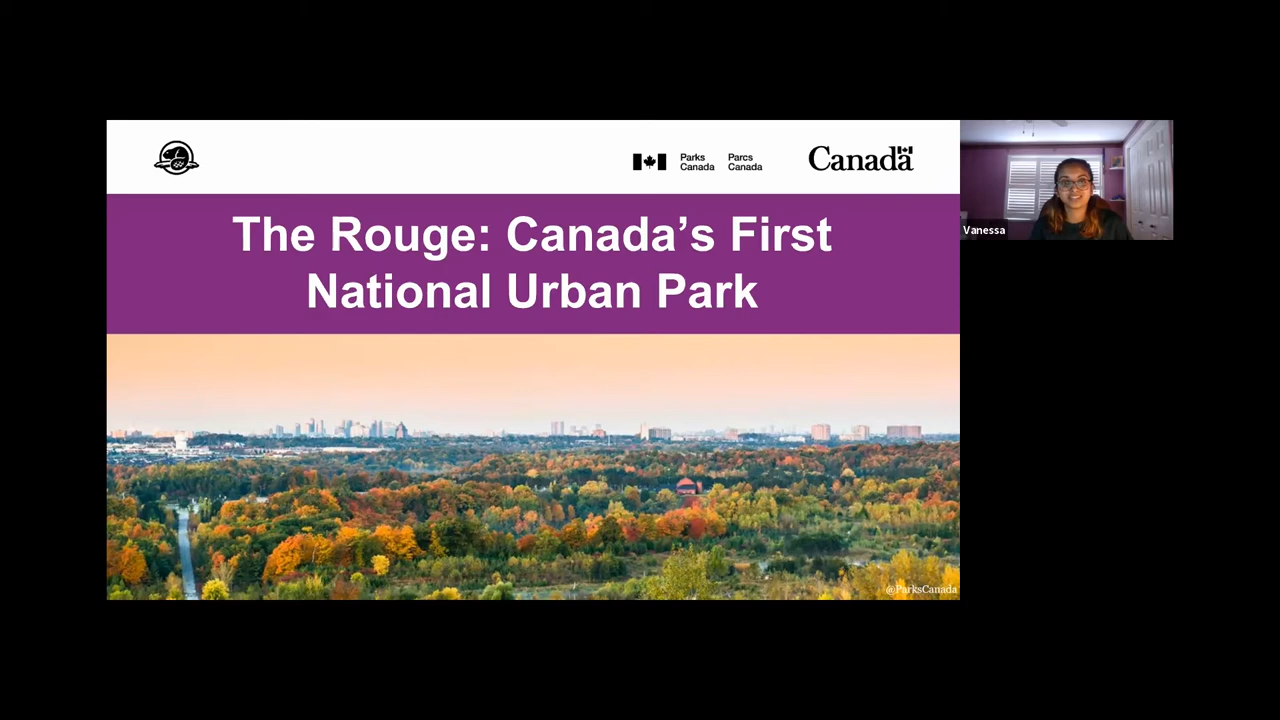 Parks
Canada
Parcs
Canada
Canada
The Rouge: Canada's First
National Urban Park
Vanessa
@ParksCanada